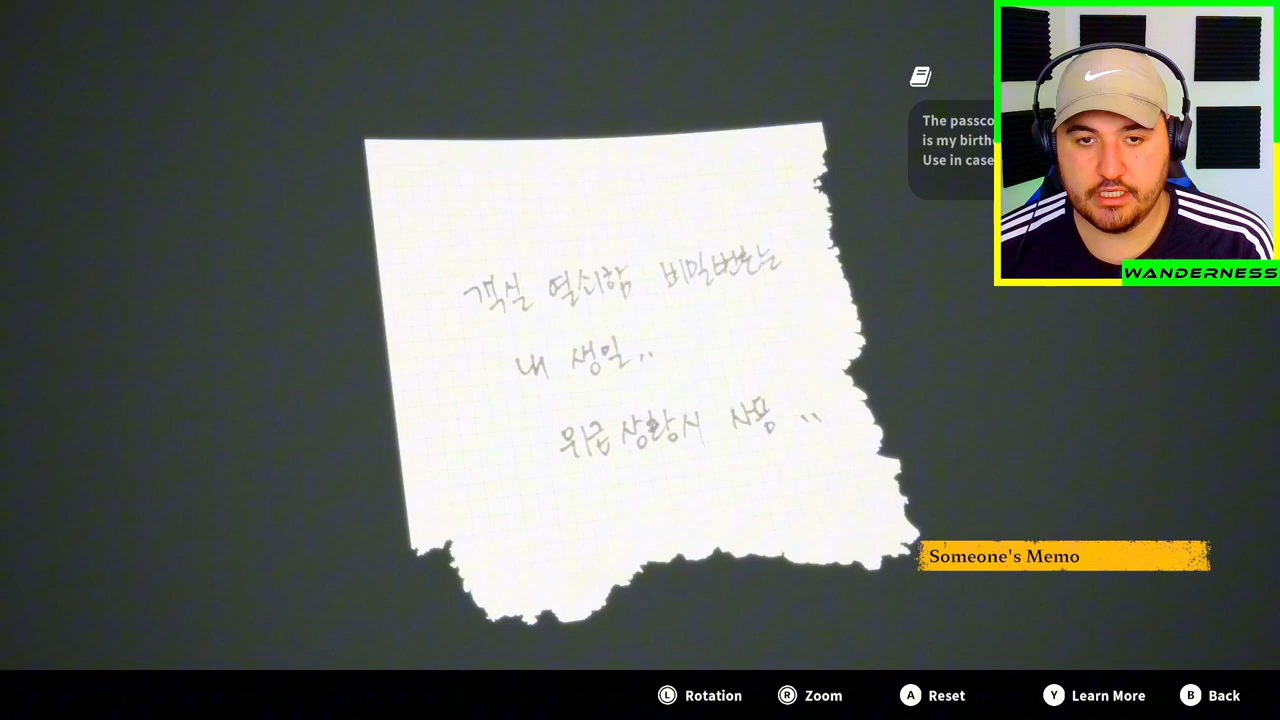 The passco
is my birth
Use in case
WANDERNESS
객실 열쇠함 비밀번호는
내 생일..
위급상황시 사용..
Someone's Memo
L Rotation R Zoom A Reset Y Learn More B Back